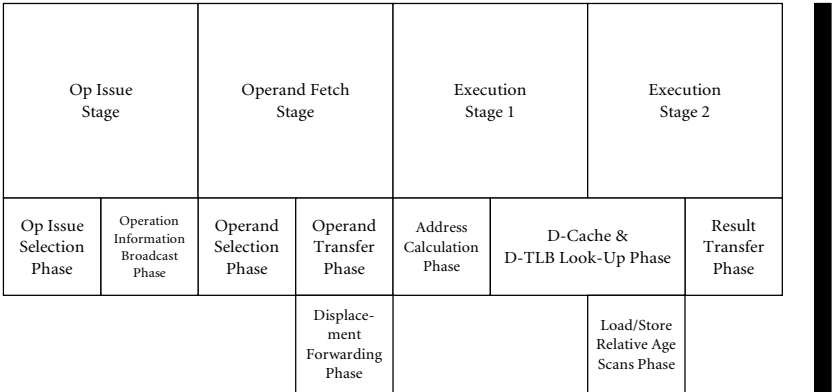 Op Issue
Stage
Operand Fetch
Stage
Execution
Stage 1
Execution
Stage 2
Op Issue
Selection
Phase
Operation
Information
Broadcast
Phase
Operand
Selection
Phase
Operand
Transfer
Phase
Address
Calculation
Phase
D-Cache &
D-TLB Look-Up Phase
Result
Transfer
Phase
Displace-
ment
Forwarding
Phase
Load/Store
Relative Age
Scans Phase